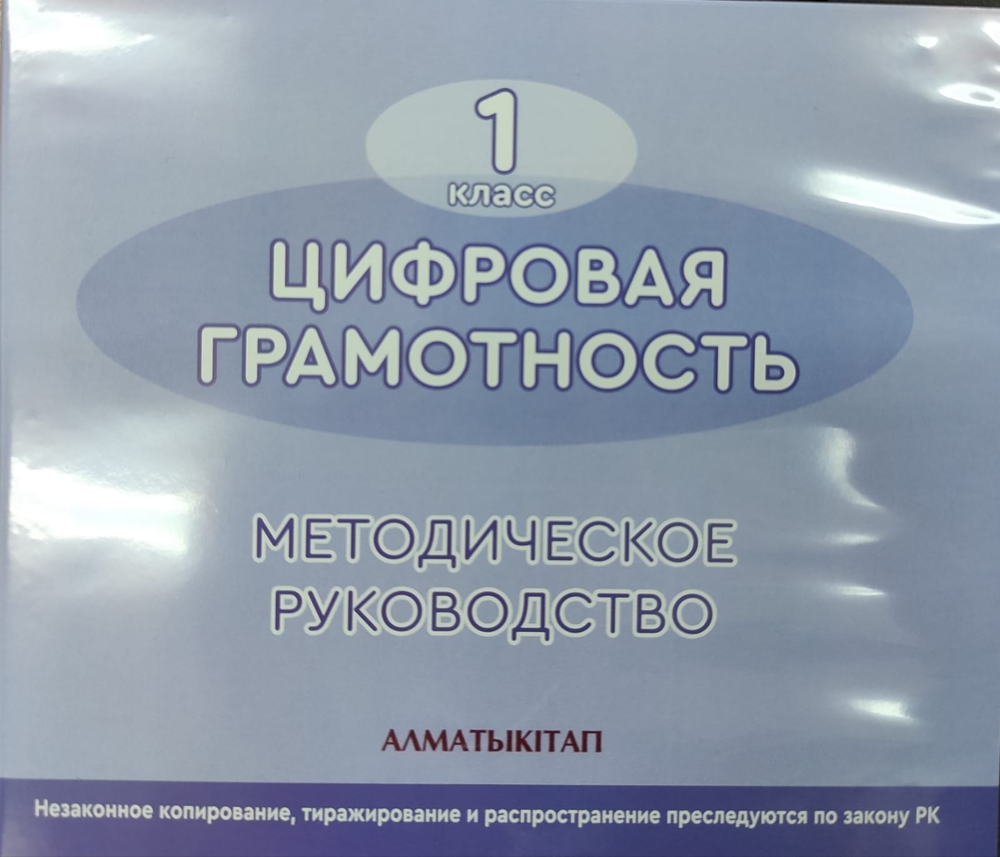 1
класс
ЦИФРОВАЯ
ГРАМОТНОСТЬ
МЕТОДИЧЕСКОЕ
РУКОВОДСТВО
АЛМАТЫКІТАП
Незаконное копирование, тиражирование и распространение преследуются по закону РК